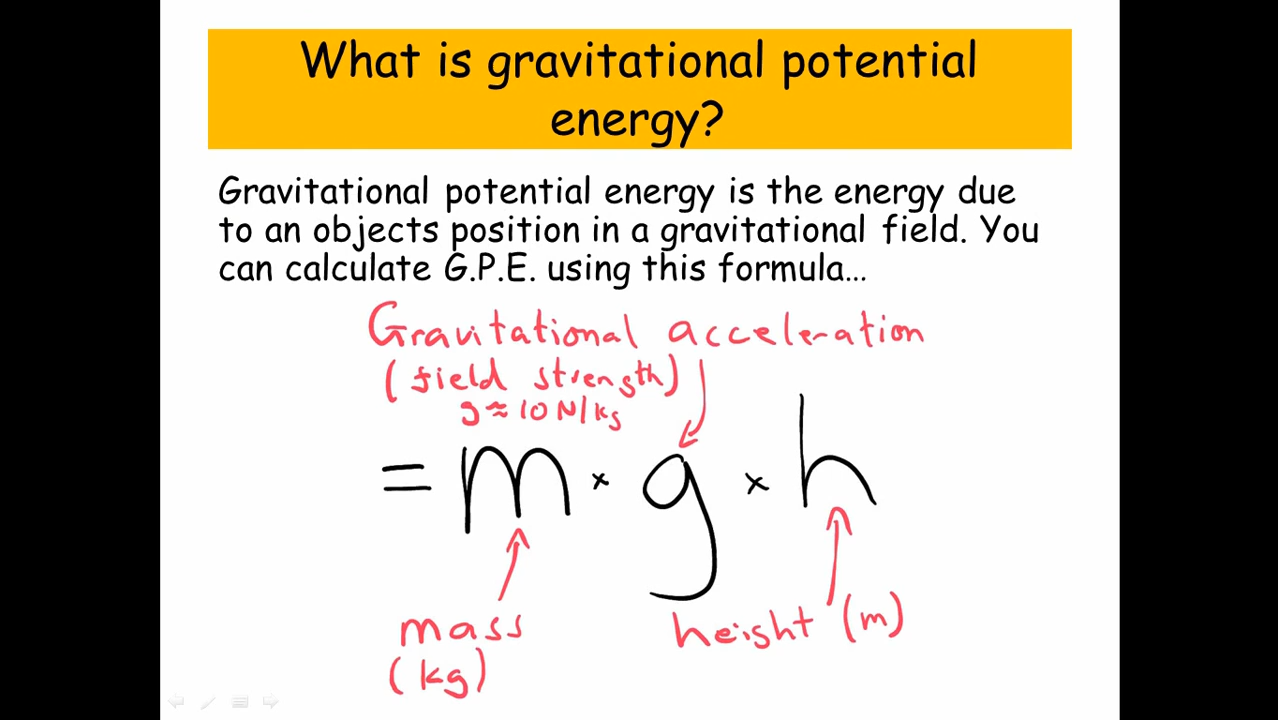 What is gravitational potential
energy?
Gravitational potential energy is the energy due
to an objects position in a gravitational field. You
can calculate G.P.E. using this formula...
Gravitational acceleration
(field strength)
g ≈ 10 N/kg
= m × g × h
mass
(kg)
height (m)